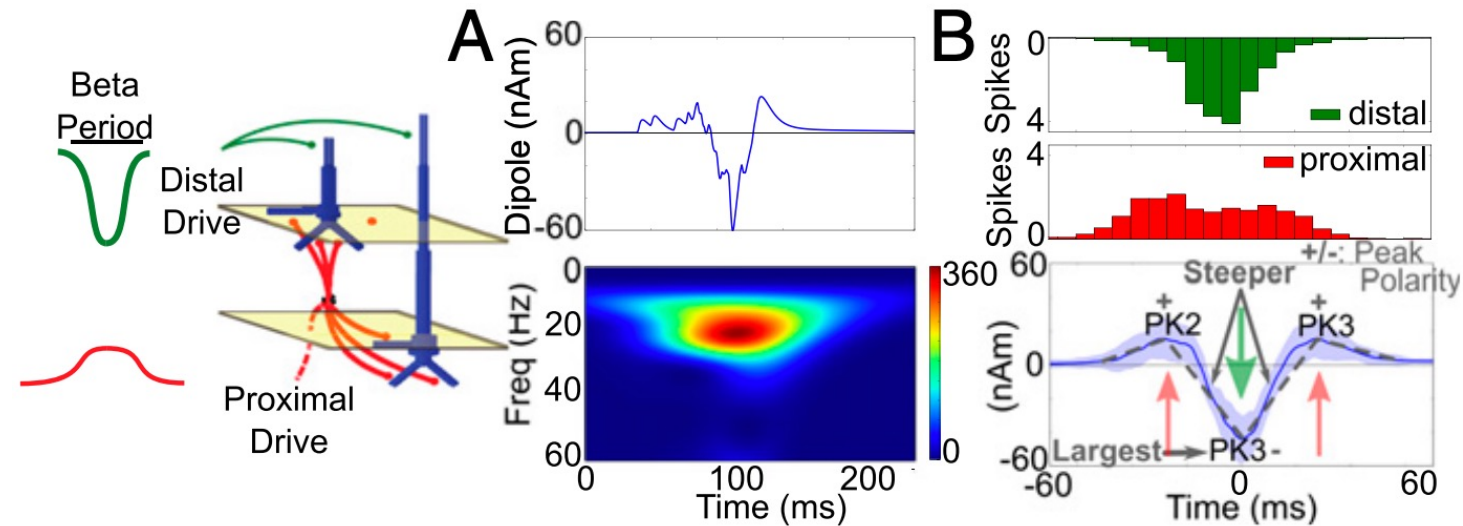 Beta
Period
Distal
Drive
Proximal
Drive
A
Dipole (nAm)
60
0
-60
Freq (Hz)
0
20
40
60
360
0
0
100
200
Time (ms)
B
Spikes
0
4
distal
Spikes
4
0
proximal
+/-: Peak
Polarity
Steeper
+
PK2
+
PK3
Largest
PK3-
(nAm)
60
0
-60
-60
0
60
Time (ms)